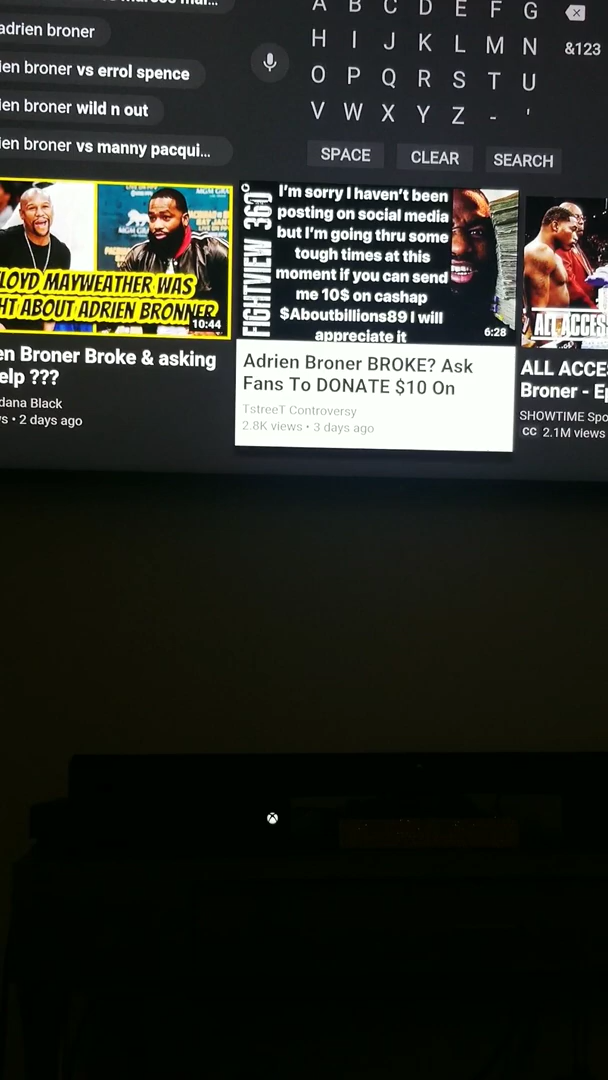 A B C D E F G
adrien broner
H I J K L M N &123
en broner vs errol spence
O P Q R S T U
en broner wild n out
V W X Y Z - '
en broner vs manny pacqui...
SPACE CLEAR SEARCH
LOYD MAYWEATHER WAS
HT ABOUT ADRIEN BRONNER
10:44
en Broner Broke & asking
elp ???
dana Black
s • 2 days ago
FIGHTVIEW 360°
I'm sorry I haven't been
posting on social media
but I'm going thru some
tough times at this
moment if you can send
me 10$ on cashap
$Aboutbillions89 I will
appreciate it
6:28
Adrien Broner BROKE? Ask
Fans To DONATE $10 On
TstreeT Controversy
2.8K views • 3 days ago
ALL ACCESS
ALL ACCE
Broner - Ep
SHOWTIME Spo
CC 2.1M views